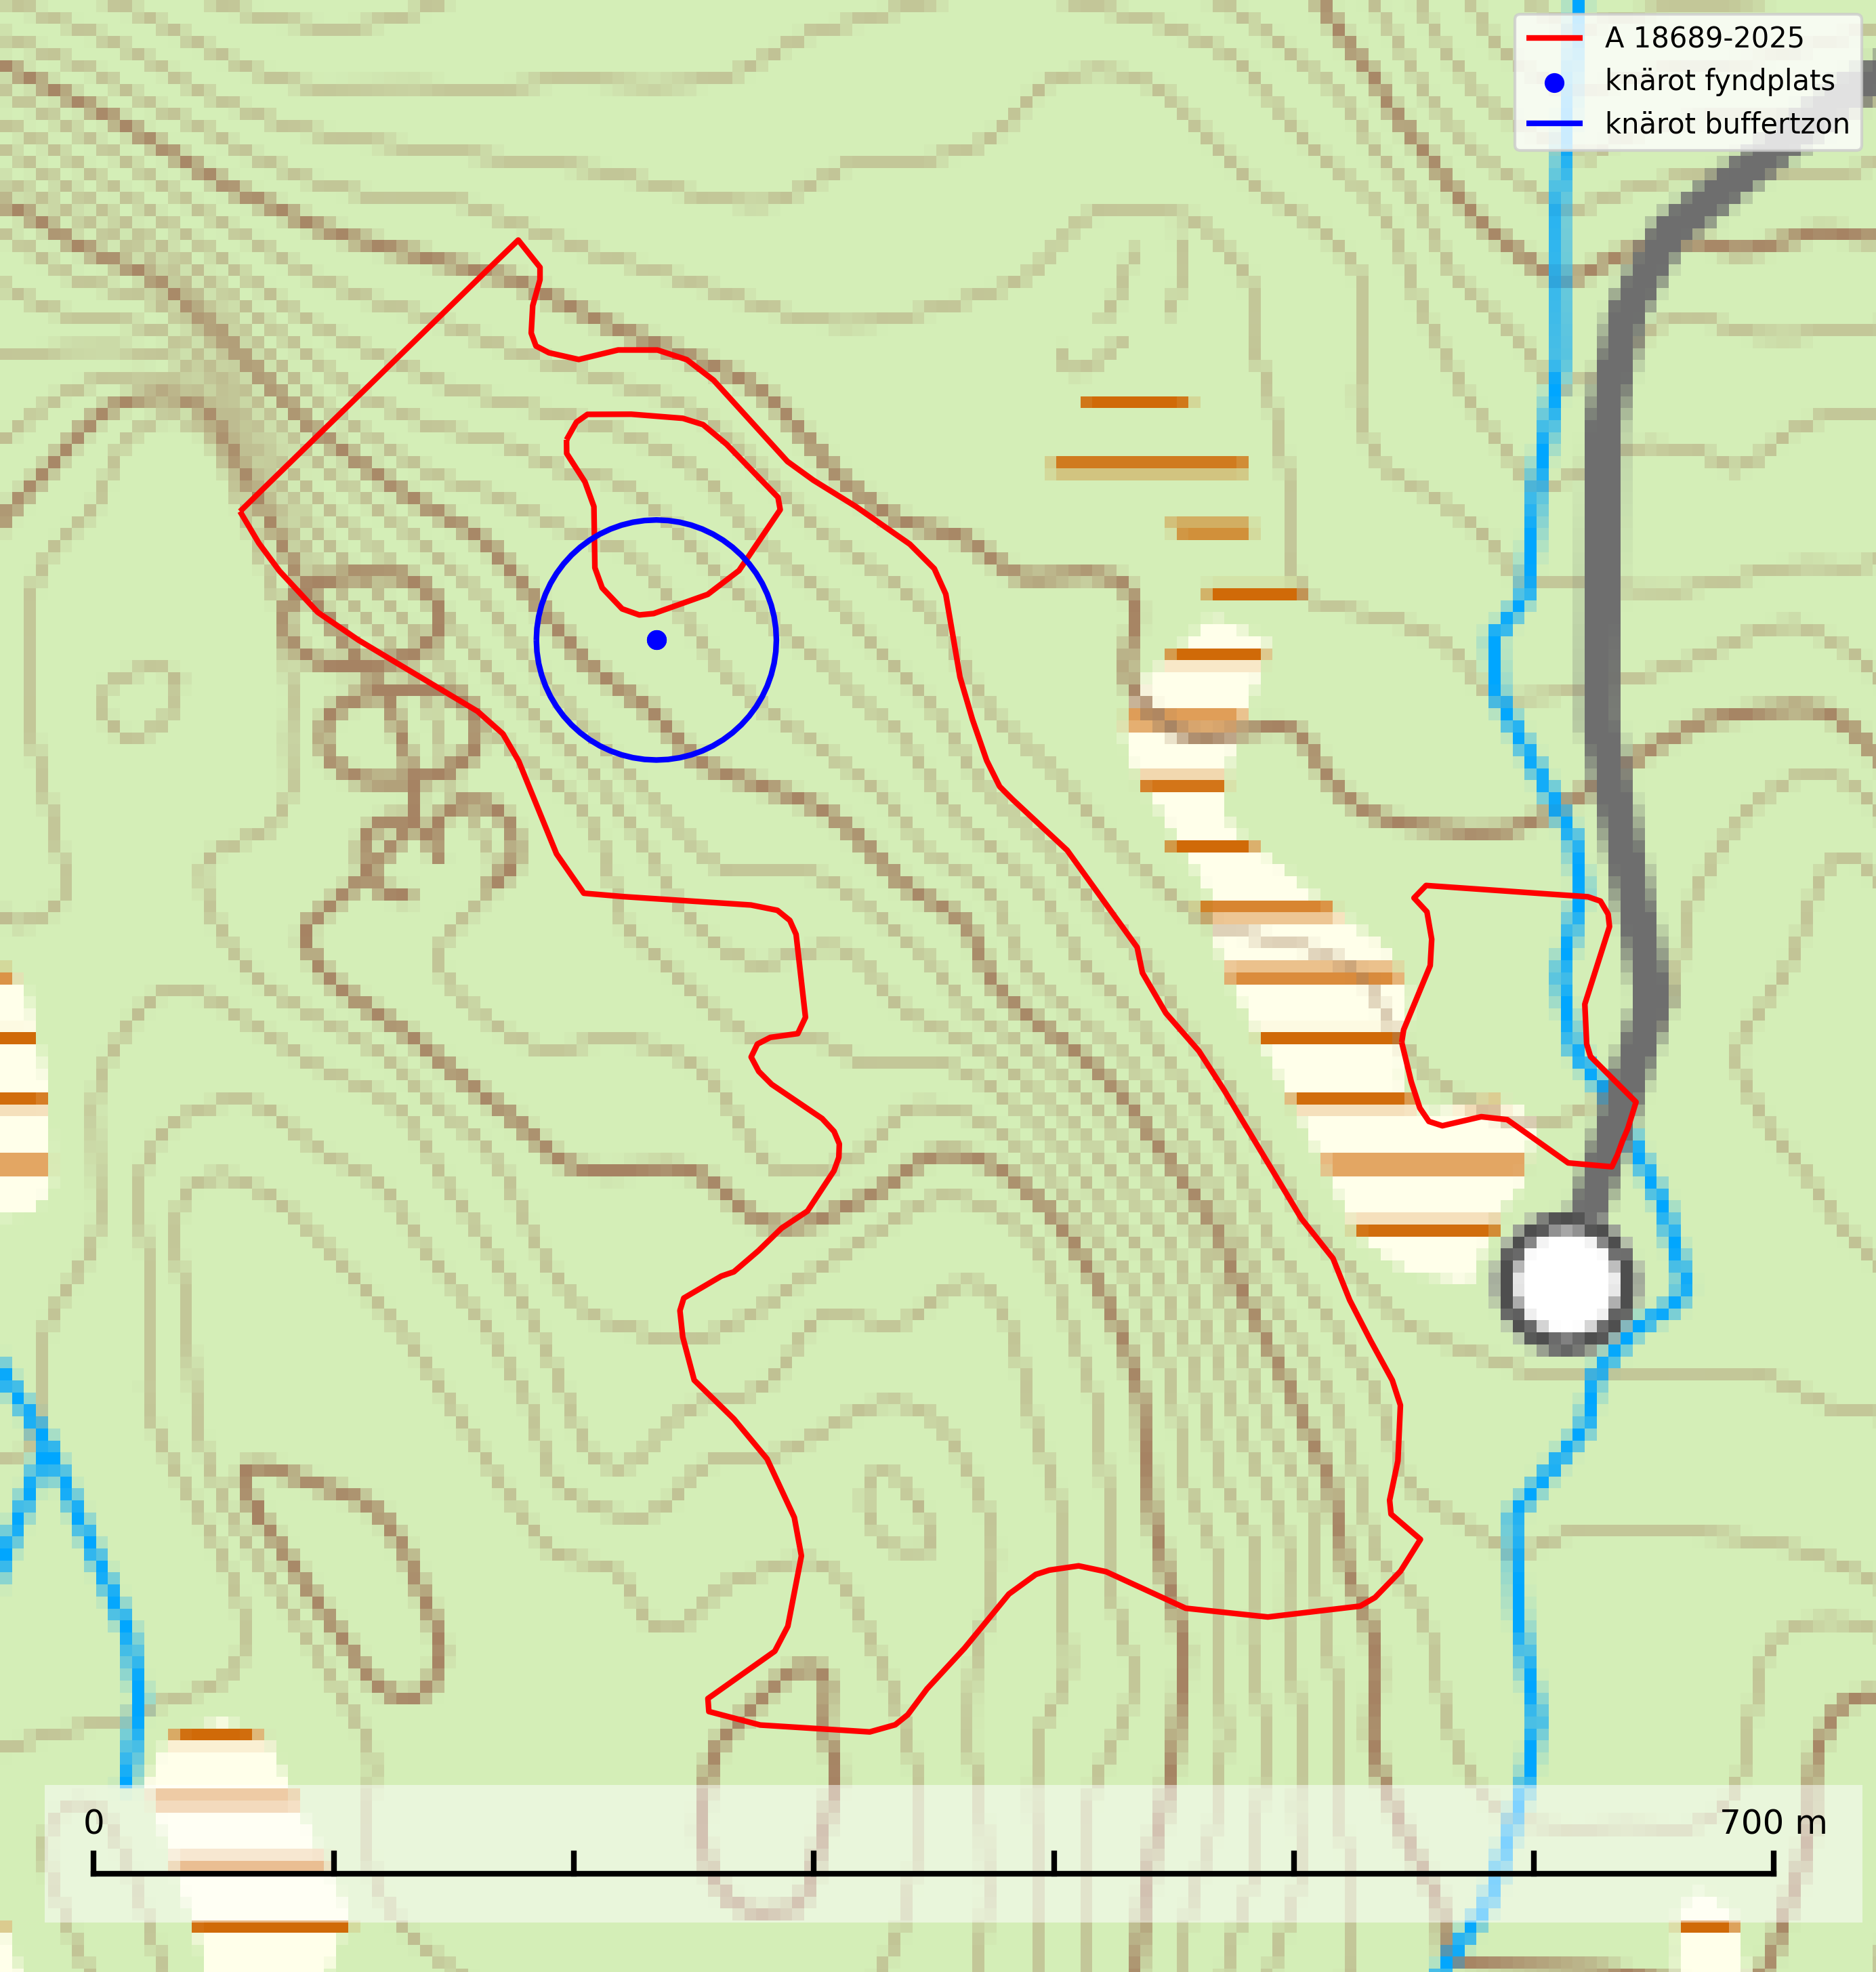 A 18689-2025
knärot fyndplats
knärot buffertzon
0
700 m